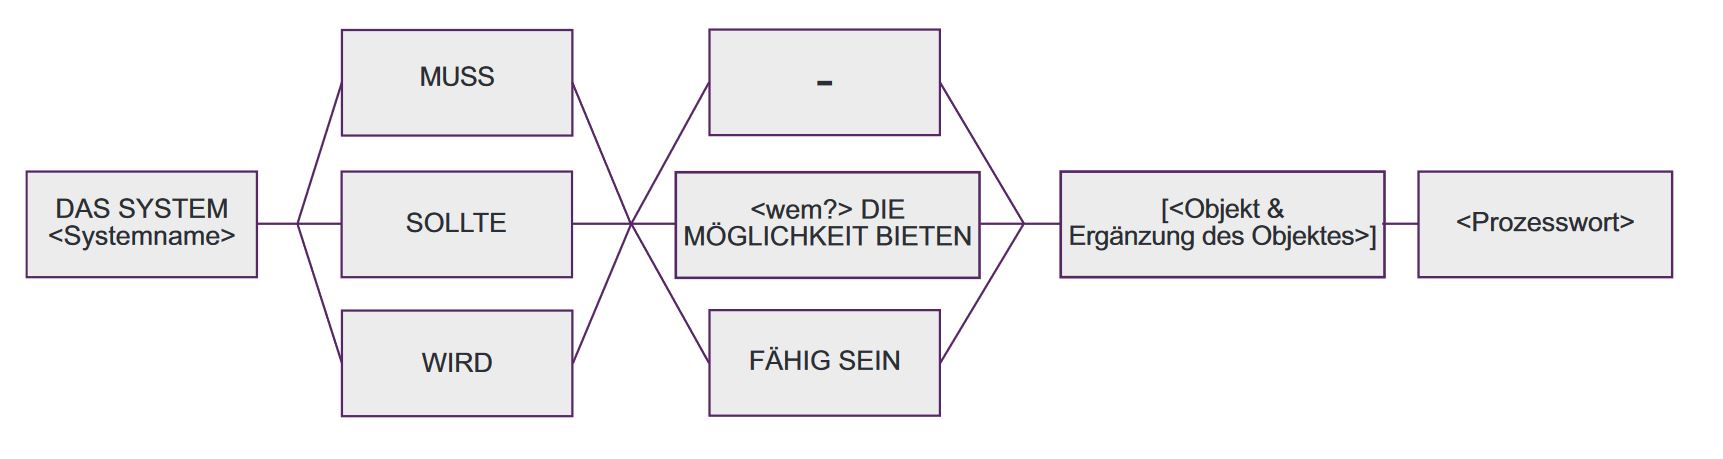 DAS SYSTEM
<Systemname>
MUSS
SOLLTE
WIRD
-
<wem?> DIE
MÖGLICHKEIT BIETEN
FÄHIG SEIN
[<Objekt &
Ergänzung des Objektes>]
<Prozesswort>